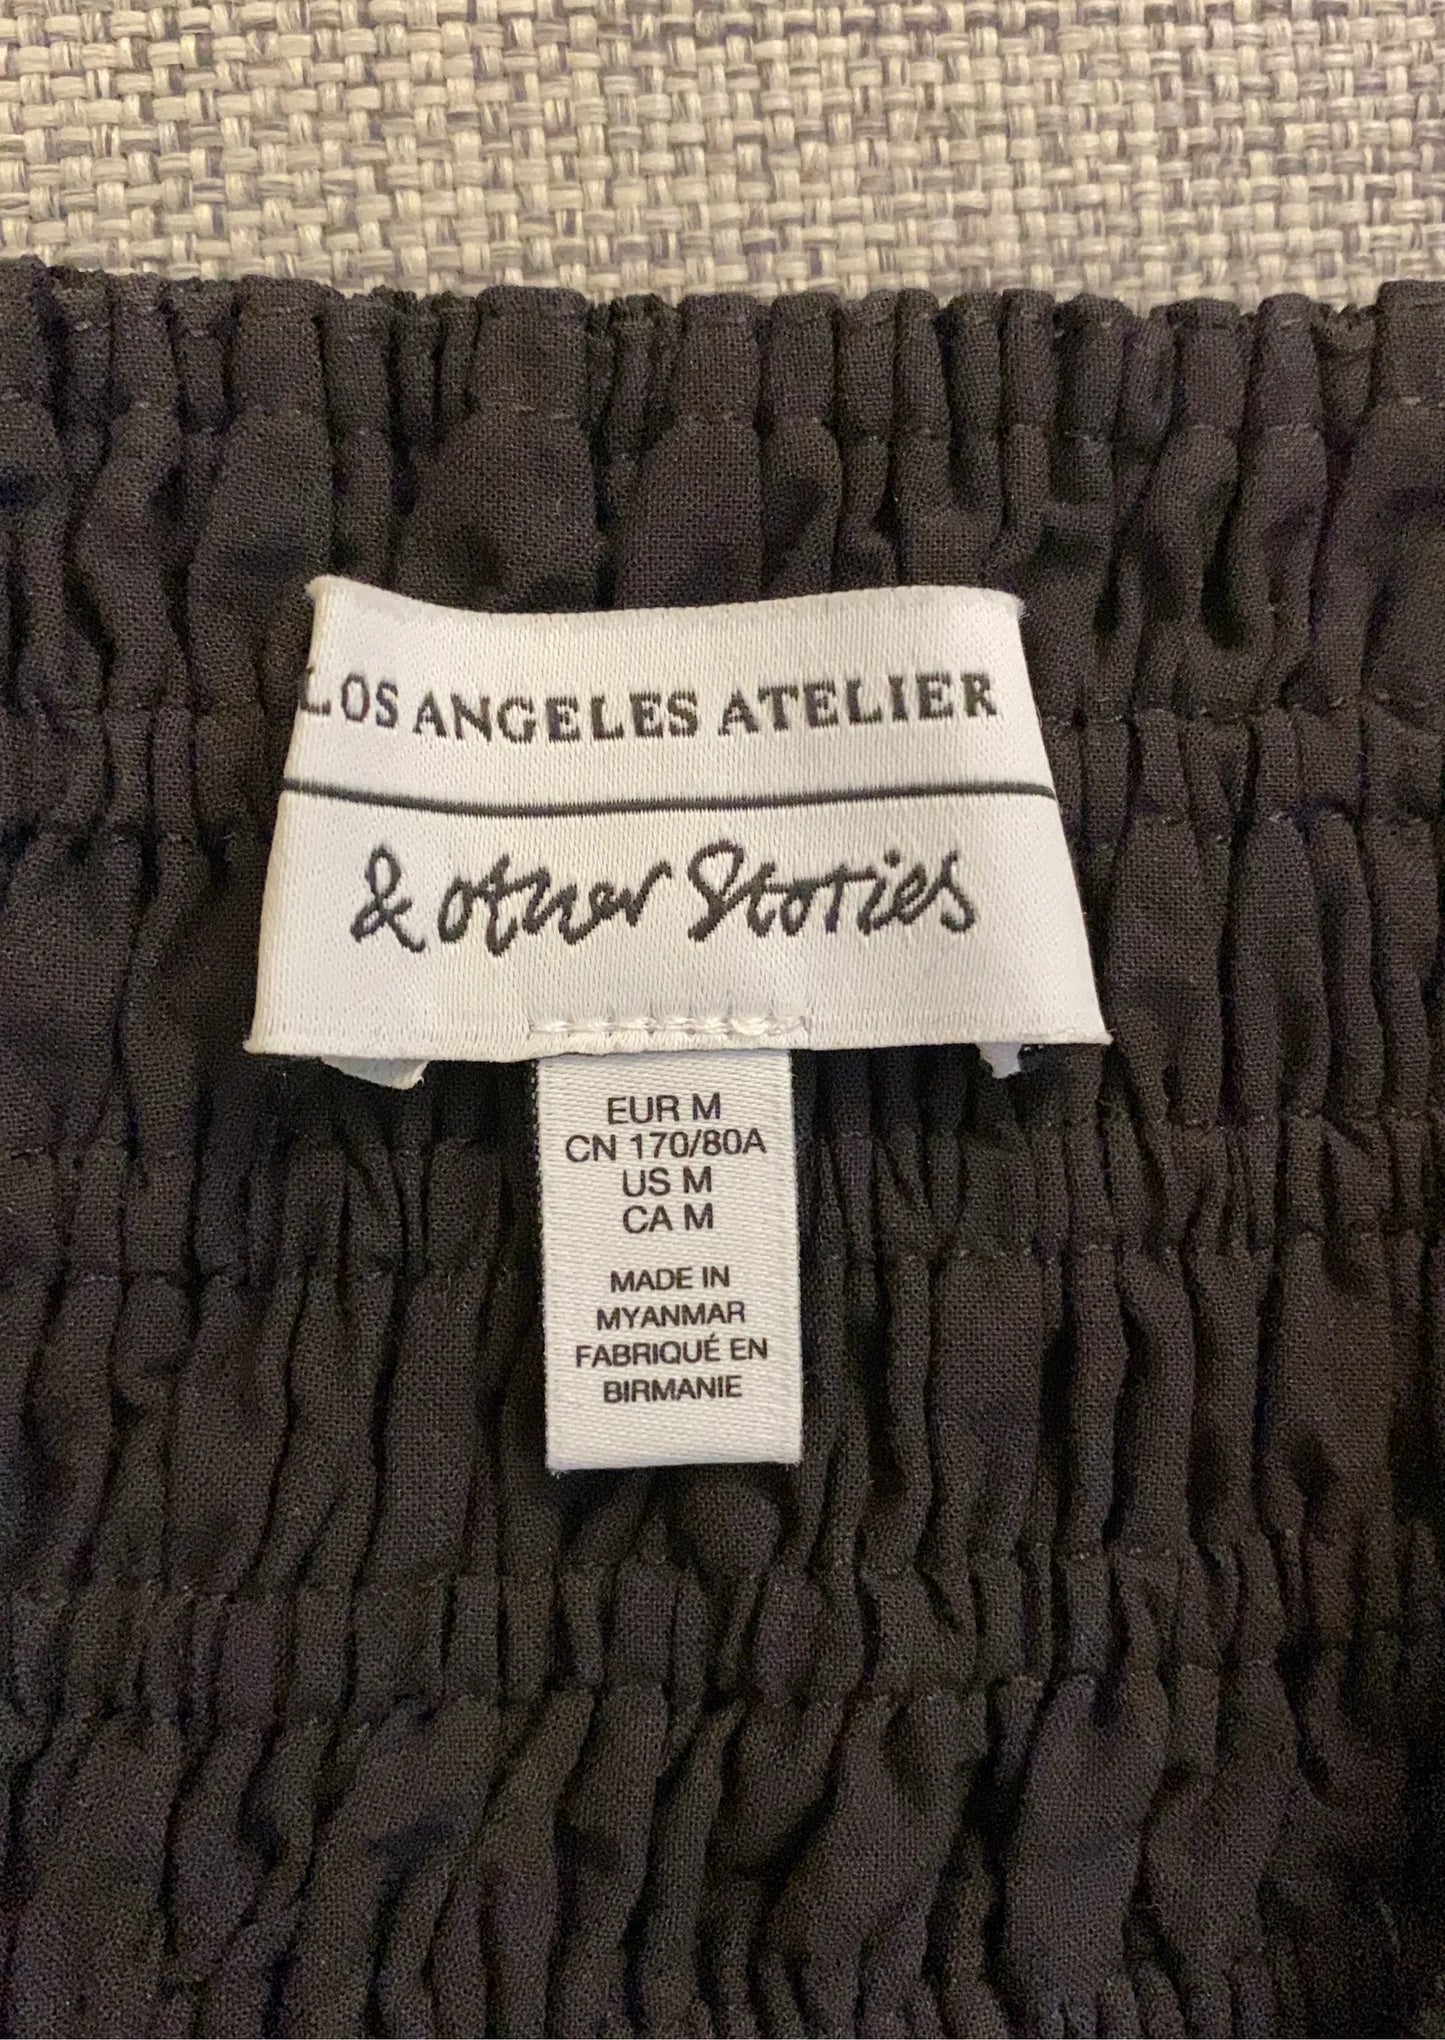 LOS ANGELES ATELIER
& other Stories
EUR M
CN 170/80A
US M
CA M
MADE IN
MYANMAR
FABRIQUÉ EN
BIRMANIE